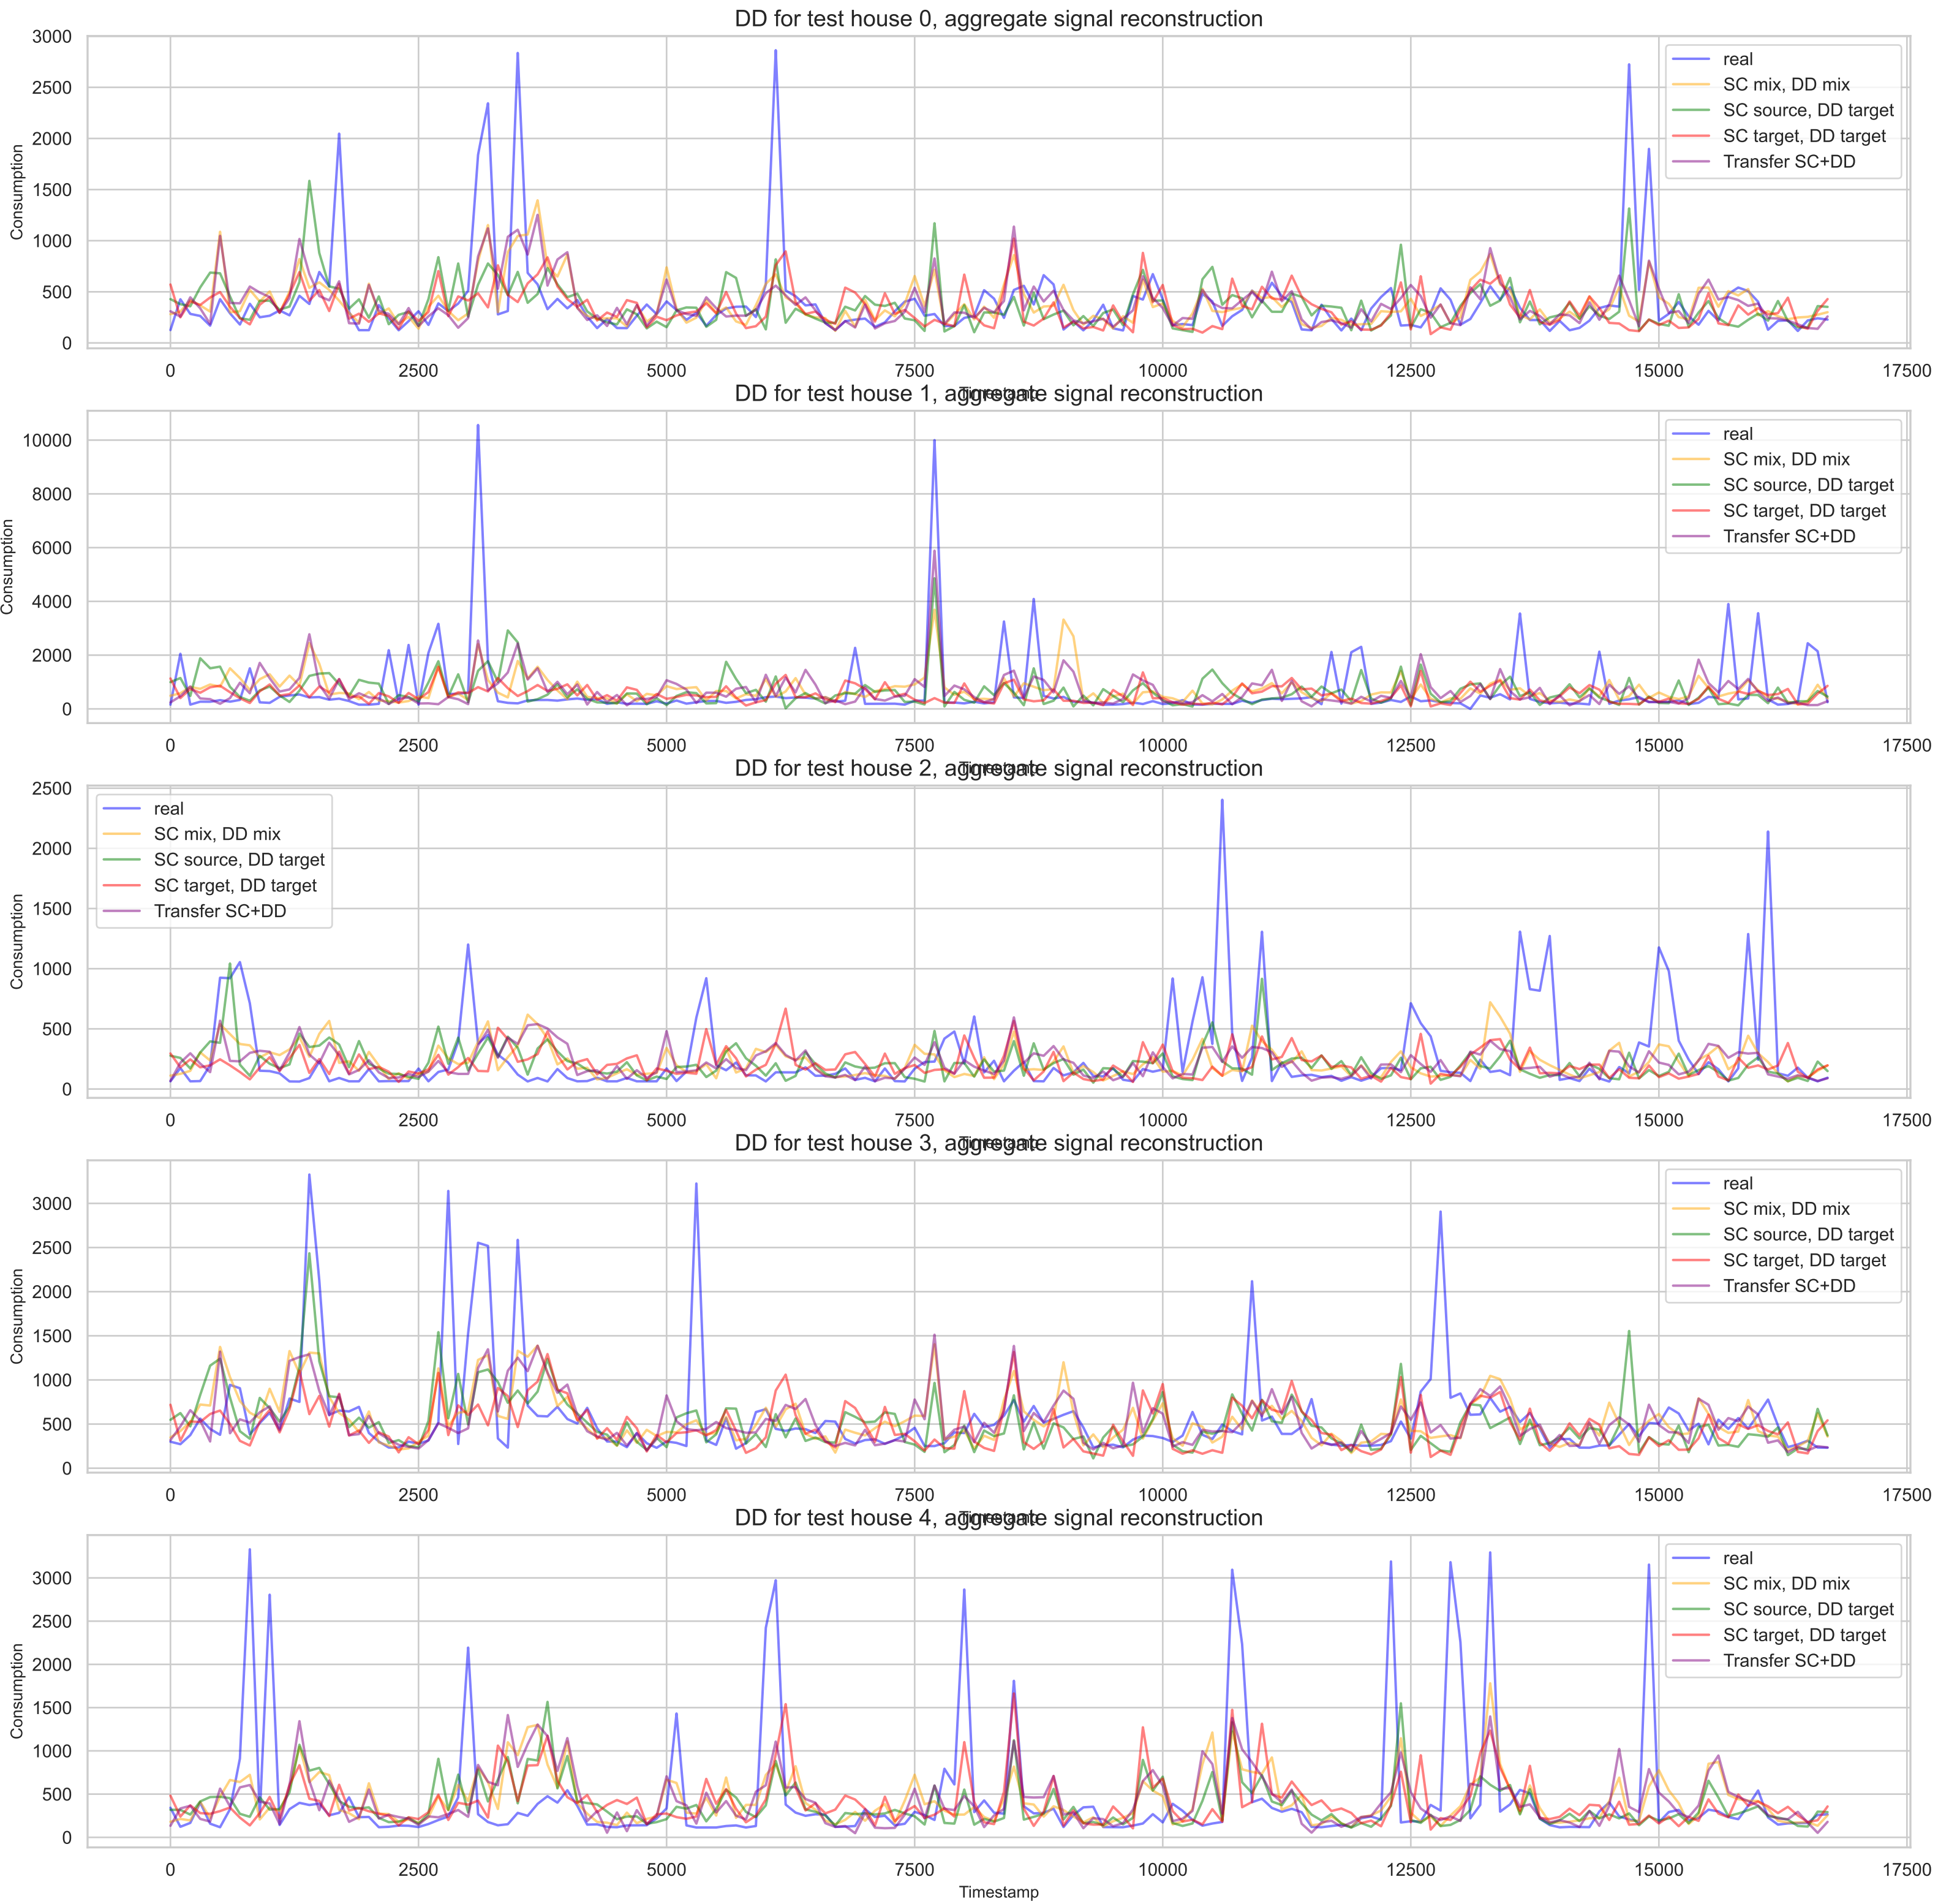 DD for test house 0, aggregate signal reconstruction
3000
2500
2000
1500
1000
500
0
Consumption
real
SC mix, DD mix
SC source, DD target
SC target, DD target
Transfer SC+DD
0 2500 5000 7500 10000 12500 15000 17500
Timestamp
DD for test house 1, aggregate signal reconstruction
10000
8000
6000
4000
2000
0
Consumption
real
SC mix, DD mix
SC source, DD target
SC target, DD target
Transfer SC+DD
0 2500 5000 7500 10000 12500 15000 17500
Timestamp
DD for test house 2, aggregate signal reconstruction
2500
2000
1500
1000
500
0
Consumption
real
SC mix, DD mix
SC source, DD target
SC target, DD target
Transfer SC+DD
0 2500 5000 7500 10000 12500 15000 17500
Timestamp
DD for test house 3, aggregate signal reconstruction
3000
2500
2000
1500
1000
500
0
Consumption
real
SC mix, DD mix
SC source, DD target
SC target, DD target
Transfer SC+DD
0 2500 5000 7500 10000 12500 15000 17500
Timestamp
DD for test house 4, aggregate signal reconstruction
3000
2500
2000
1500
1000
500
0
Consumption
real
SC mix, DD mix
SC source, DD target
SC target, DD target
Transfer SC+DD
0 2500 5000 7500 10000 12500 15000 17500
Timestamp